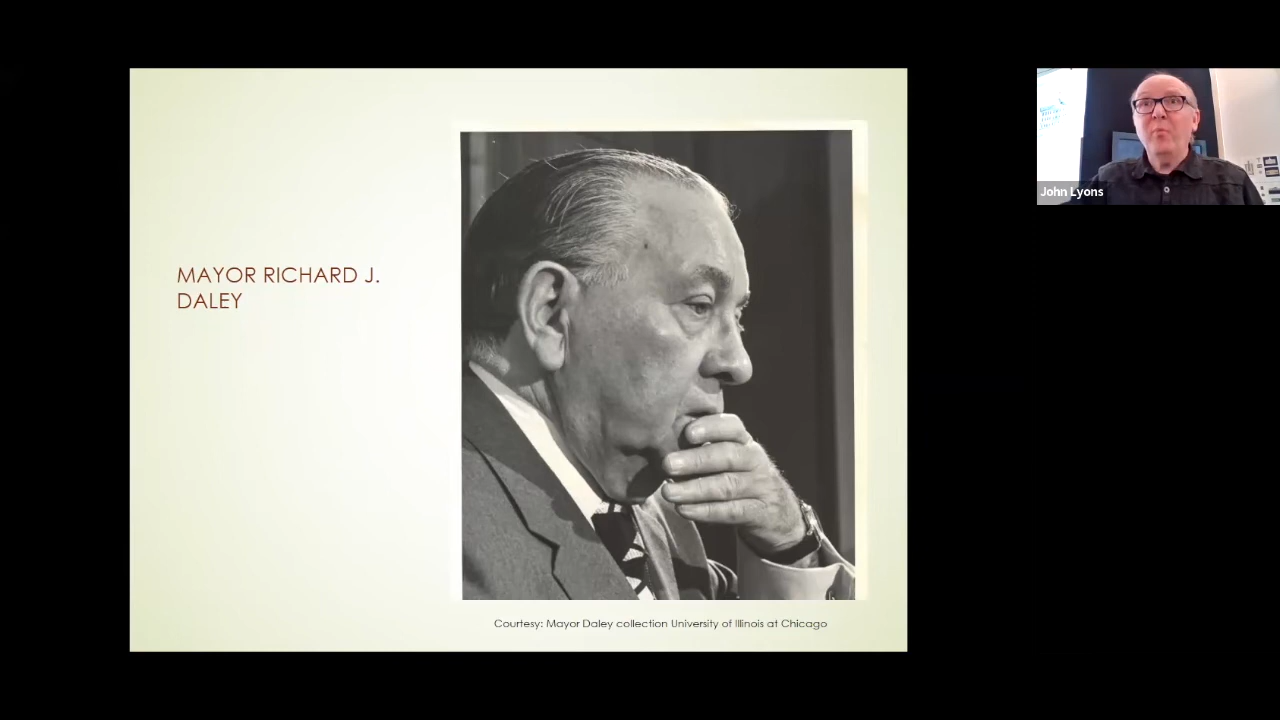 MAYOR RICHARD J.
DALEY
Courtesy: Mayor Daley collection University of Illinois at Chicago
John Lyons